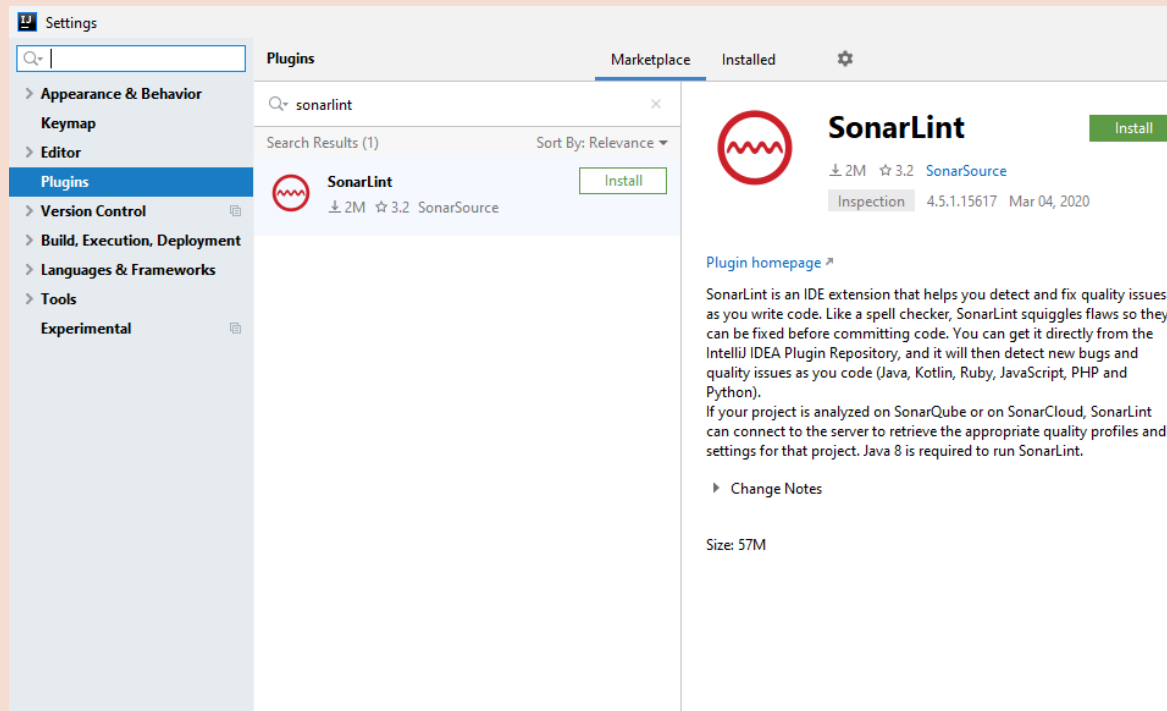 Settings
Appearance & Behavior
Keymap
Editor
Plugins
Version Control
Build, Execution, Deployment
Languages & Frameworks
Tools
Experimental
Plugins
Marketplace
Installed
sonarlint
Search Results (1)
Sort By: Relevance
SonarLint
2M 3.2 SonarSource
Install
SonarLint
Install
2M 3.2 SonarSource
Inspection 4.5.1.15617 Mar 04, 2020
Plugin homepage
SonarLint is an IDE extension that helps you detect and fix quality issues
as you write code. Like a spell checker, SonarLint squiggles flaws so they
can be fixed before committing code. You can get it directly from the
IntelliJ IDEA Plugin Repository, and it will then detect new bugs and
quality issues as you code (Java, Kotlin, Ruby, JavaScript, PHP and
Python).
If your project is analyzed on SonarQube or on SonarCloud, SonarLint
can connect to the server to retrieve the appropriate quality profiles and
settings for that project. Java 8 is required to run SonarLint.
Change Notes
Size: 57M